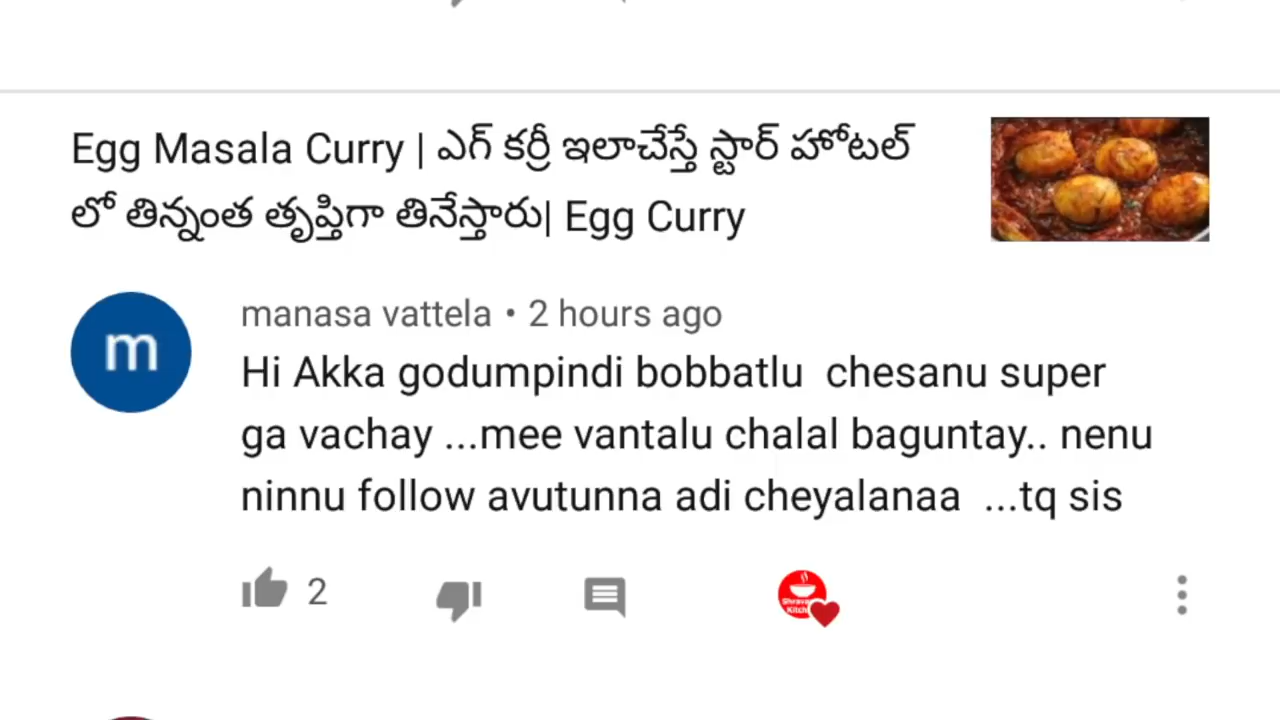 Egg Masala Curry | ఎగ్ కర్రీ ఇలాచేస్తే స్టార్ హోటల్
లో తిన్నంత తృప్తిగా తినేస్తారు| Egg Curry
m
manasa vattela • 2 hours ago
Hi Akka godumpindi bobbatlu chesanu super
ga vachay ...mee vantalu chalal baguntay.. nenu
ninnu follow avutunna adi cheyalanaa ...tq sis
2